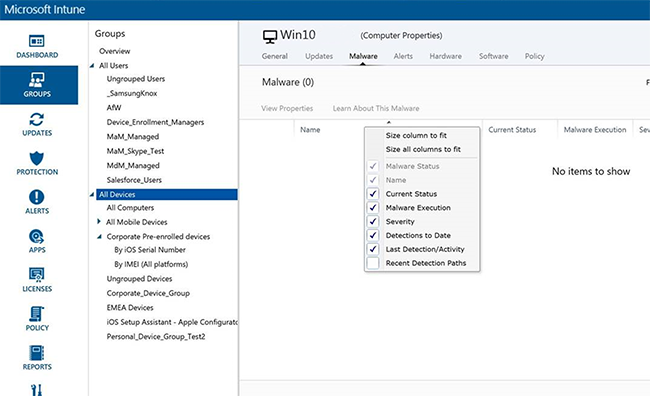 Microsoft Intune
DASHBOARD
GROUPS
UPDATES
PROTECTION
ALERTS
APPS
LICENSES
POLICY
REPORTS
Groups
Overview
All Users
Ungrouped Users
_SamsungKnox
AfW
Device_Enrollment_Managers
MaM_Managed
MaM_Skype_Test
MdM_Managed
Salesforce_Users
All Devices
All Computers
All Mobile Devices
Corporate Pre-enrolled devices
By iOS Serial Number
By IMEI (All platforms)
Ungrouped Devices
Corporate_Device_Group
EMEA Devices
iOS Setup Assistant - Apple Configurato
Personal_Device_Group_Test2
Win10 (Computer Properties)
General Updates Malware Alerts Hardware Software Policy
Malware (0) F
View Properties Learn About This Malware
Name Current Status Malware Execution Sev
Size column to fit
Size all columns to fit
Malware Status
Name
Current Status
Malware Execution
Severity
Detections to Date
Last Detection/Activity
Recent Detection Paths
No items to show